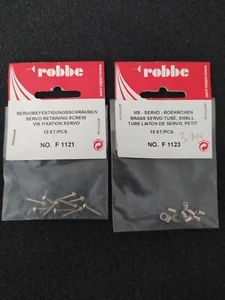 robbe
SERVOBEFESTIGUNGSSCHRAUBEN
SERVO RETAINING SCREW
VIS FIXATION SERVO
10 ST./PCS.
NO. F 1121
robbe
MS - SERVO - ROEHRCHEN
BRASS SERVO-TUBE, SMALL
TUBE LAITON DE SERVO, PETIT
10 ST./PCS.
NO. F 1123